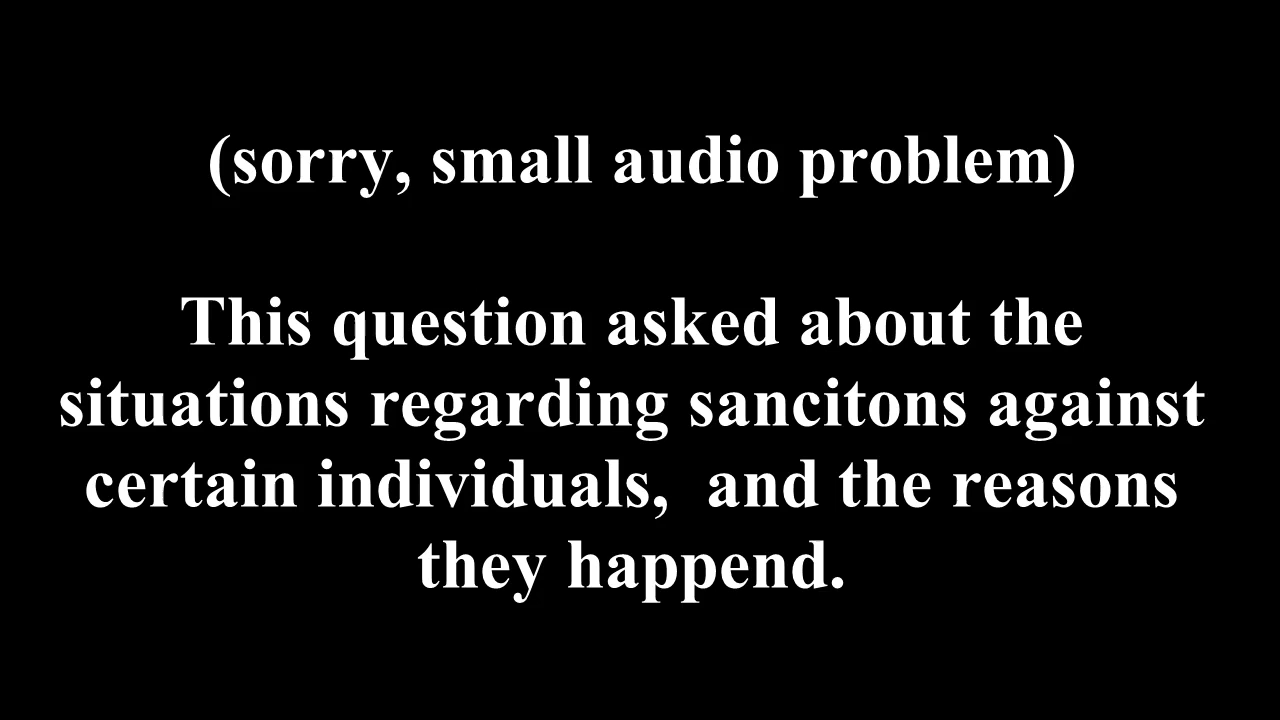 (sorry, small audio problem)
This question asked about the
situations regarding sancitons against
certain individuals,  and the reasons
they happend.